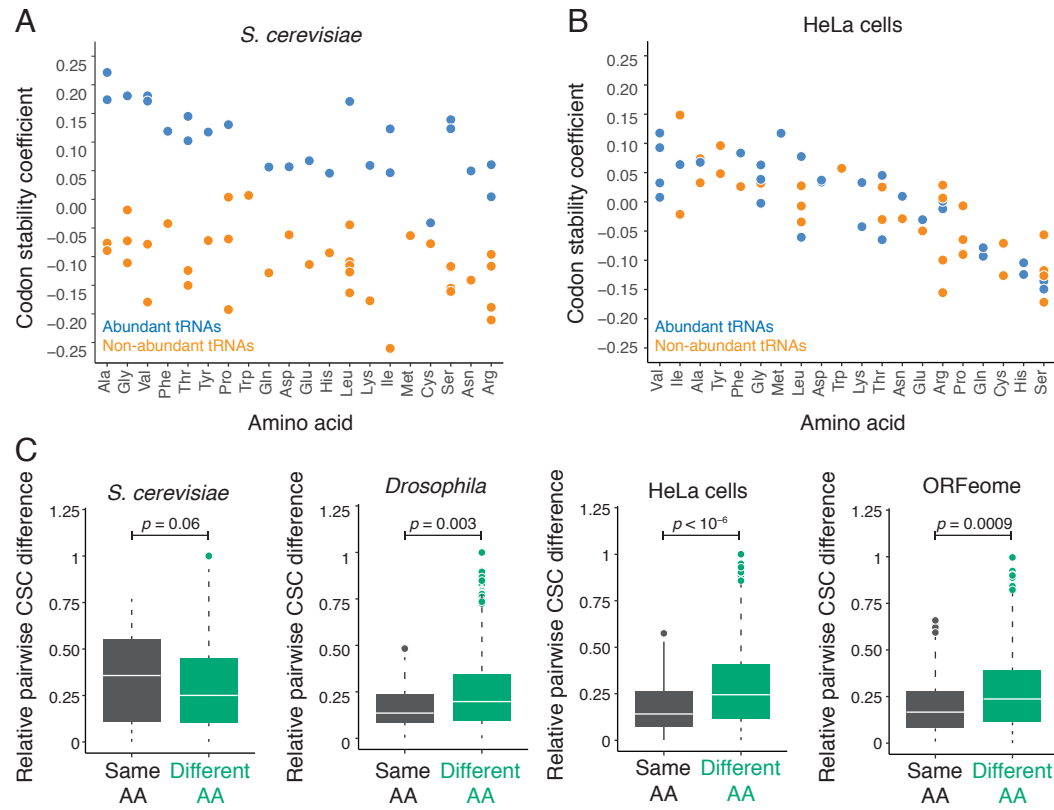 A
S. cerevisiae
Codon stability coefficient
0.25
0.20
0.15
0.10
0.05
0.00
−0.05
−0.10
−0.15
−0.20
−0.25
Abundant tRNAs
Non-abundant tRNAs
Ala
Gly
Val
Phe
Thr
Tyr
Pro
Trp
Gln
Asp
Glu
His
Leu
Lys
Ile
Met
Cys
Ser
Asn
Arg
Amino acid
B
HeLa cells
Codon stability coefficient
0.25
0.20
0.15
0.10
0.05
0.00
−0.05
−0.10
−0.15
−0.20
−0.25
Abundant tRNAs
Non-abundant tRNAs
Val
Ile
Ala
Tyr
Phe
Gly
Met
Leu
Asp
Trp
Lys
Thr
Asn
Glu
Arg
Pro
Gln
Cys
His
Ser
Amino acid
C
S. cerevisiae
Relative pairwise CSC difference
1.25
1
0.75
0.50
0.25
0
p = 0.06
Same AA
Different AA
Drosophila
Relative pairwise CSC difference
1.25
1
0.75
0.50
0.25
0
p = 0.003
Same AA
Different AA
HeLa cells
Relative pairwise CSC difference
1.25
1
0.75
0.50
0.25
0
p < 10⁻⁶
Same AA
Different AA
ORFeome
Relative pairwise CSC difference
1.25
1
0.75
0.50
0.25
0
p = 0.0009
Same AA
Different AA